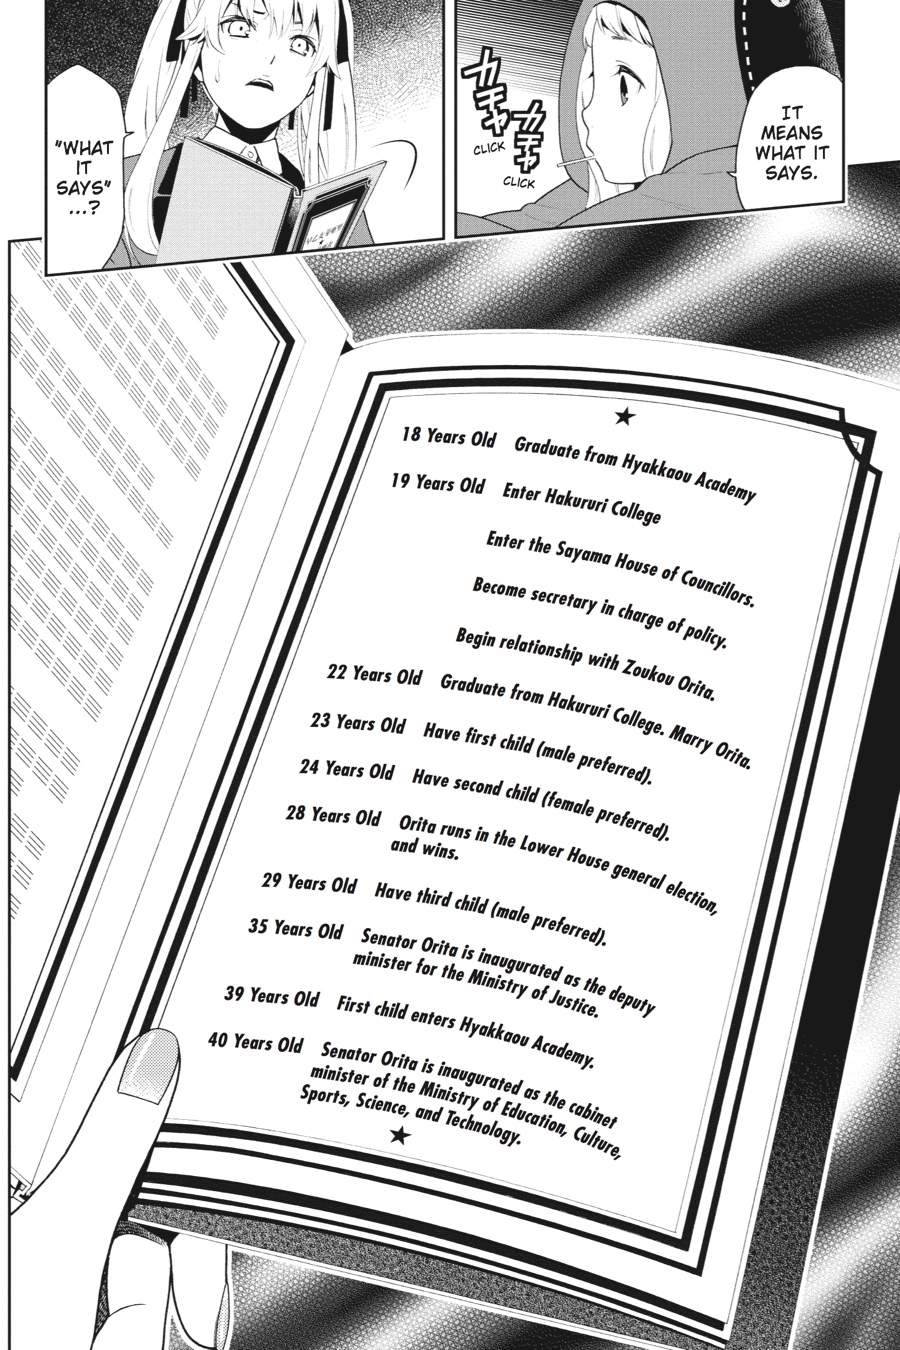 IT
MEANS
WHAT IT
SAYS.
カチャ
カチャ
CLICK
CLICK
"WHAT
IT
SAYS"
...?
★
18 Years Old Graduate from Hyakkaou Academy
19 Years Old Enter Hakururi College
Enter the Sayama House of Councillors.
Become secretary in charge of policy.
Begin relationship with Zoukou Orita.
22 Years Old Graduate from Hakururi College. Marry Orita.
23 Years Old Have first child (male preferred).
24 Years Old Have second child (female preferred).
28 Years Old Orita runs in the Lower House general election,
and wins.
29 Years Old Have third child (male preferred).
35 Years Old Senator Orita is inaugurated as the deputy
minister for the Ministry of Justice.
39 Years Old First child enters Hyakkaou Academy.
40 Years Old Senator Orita is inaugurated as the cabinet
minister of the Ministry of Education, Culture,
Sports, Science, and Technology.
★